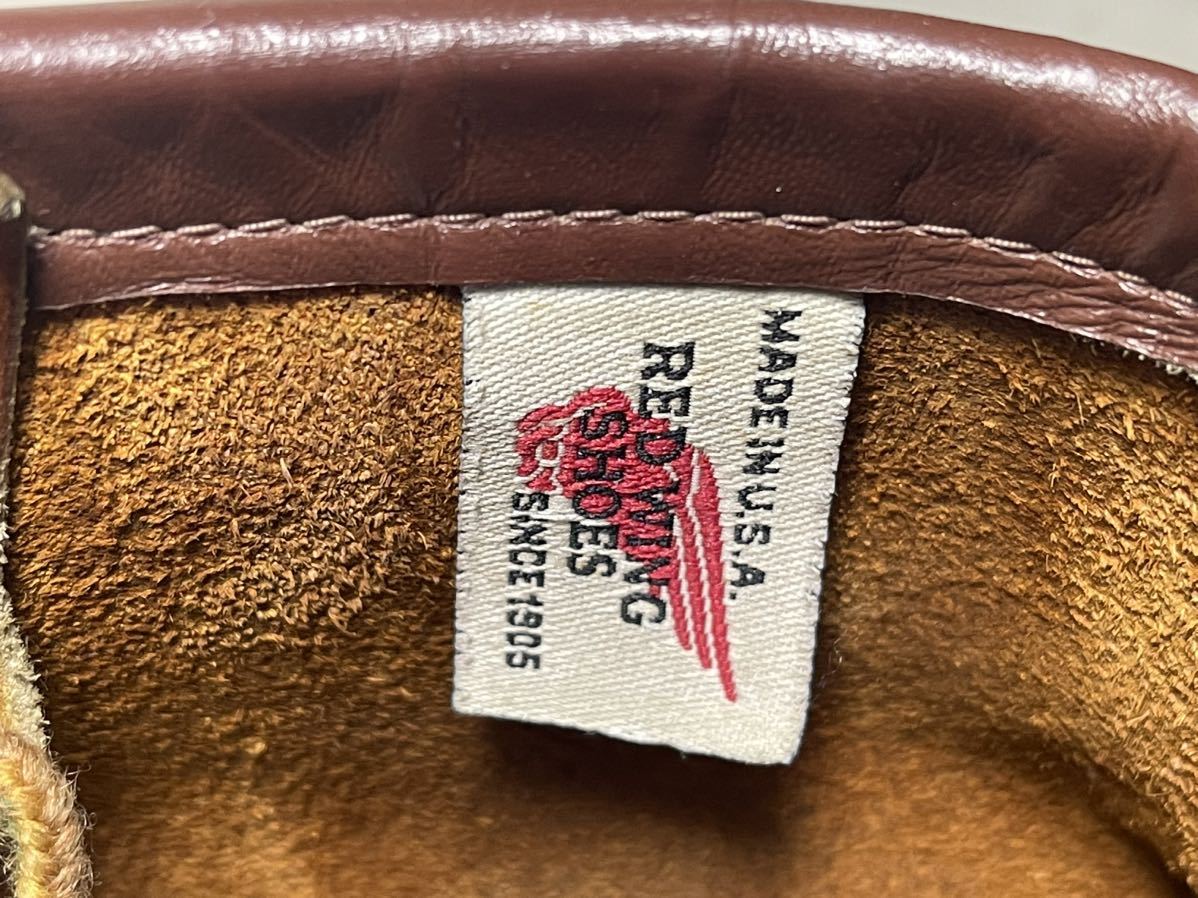 MADE IN U.S.A.
RED WING
SHOES
SINCE 1905